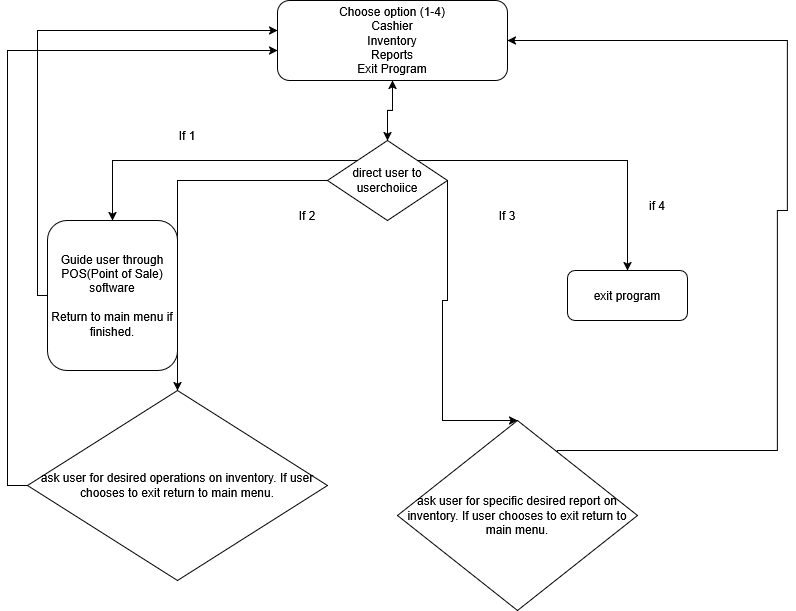 Choose option (1-4)
Cashier
Inventory
Reports
Exit Program
If 1
direct user to
userchoiice
If 2
If 3
if 4
Guide user through
POS(Point of Sale)
software
Return to main menu if
finished.
exit program
ask user for desired operations on inventory. If user
chooses to exit return to main menu.
ask user for specific desired report on
inventory. If user chooses to exit return to
main menu.